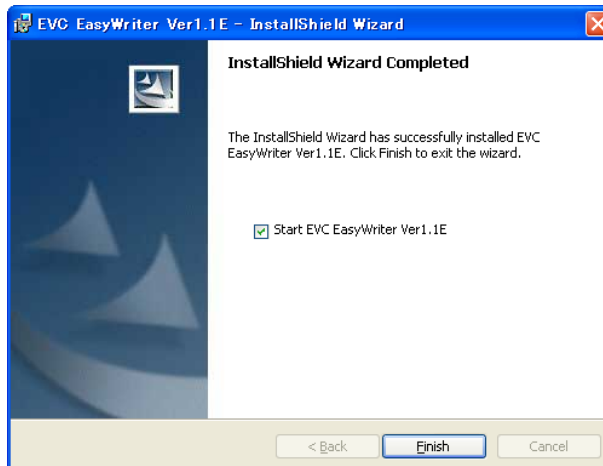 EVC EasyWriter Ver1.1E - InstallShield Wizard
InstallShield Wizard Completed
The InstallShield Wizard has successfully installed EVC
EasyWriter Ver1.1E. Click Finish to exit the wizard.
Start EVC EasyWriter Ver1.1E
< Back
Finish
Cancel